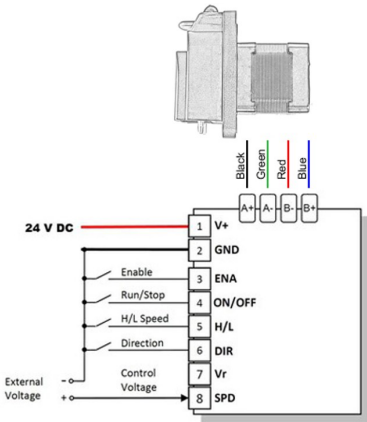 Black
Green
Red
Blue
A+ A- B- B+
24 V DC 1 V+
2 GND
Enable 3 ENA
Run/Stop 4 ON/OFF
H/L Speed 5 H/L
Direction 6 DIR
7 Vr
External Voltage - +
Control Voltage
8 SPD